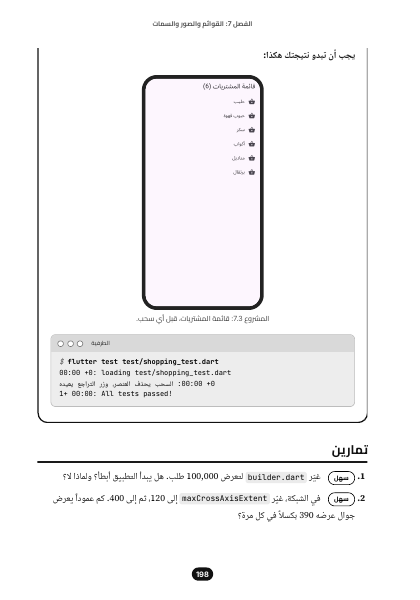 الفصل 7: القوائم والصور والسمات
يجب أن تبدو نتيجتك هكذا:
قائمة المشتريات (6)
حليب
حبوب قهوة
سكر
أكواب
مناديل
برتقال
المشروع 7.3: قائمة المشتريات، قبل أي سحب.
الطرفية
$ flutter test test/shopping_test.dart
00:00 +0: loading test/shopping_test.dart
00:00 +0: السحب يحذف العنصر، وزر التراجع يعيده
00:00 +1: All tests passed!
تمارين
1. سهل غيّر builder.dart لتعرض 100,000 طلب. هل يبدأ التطبيق أبطأ؟ ولماذا لا؟
2. سهل في الشبكة، غيّر maxCrossAxisExtent إلى 120، ثم إلى 400. كم عموداً يعرض
جوال عرضه 390 بكسلاً في كل مرة؟
198